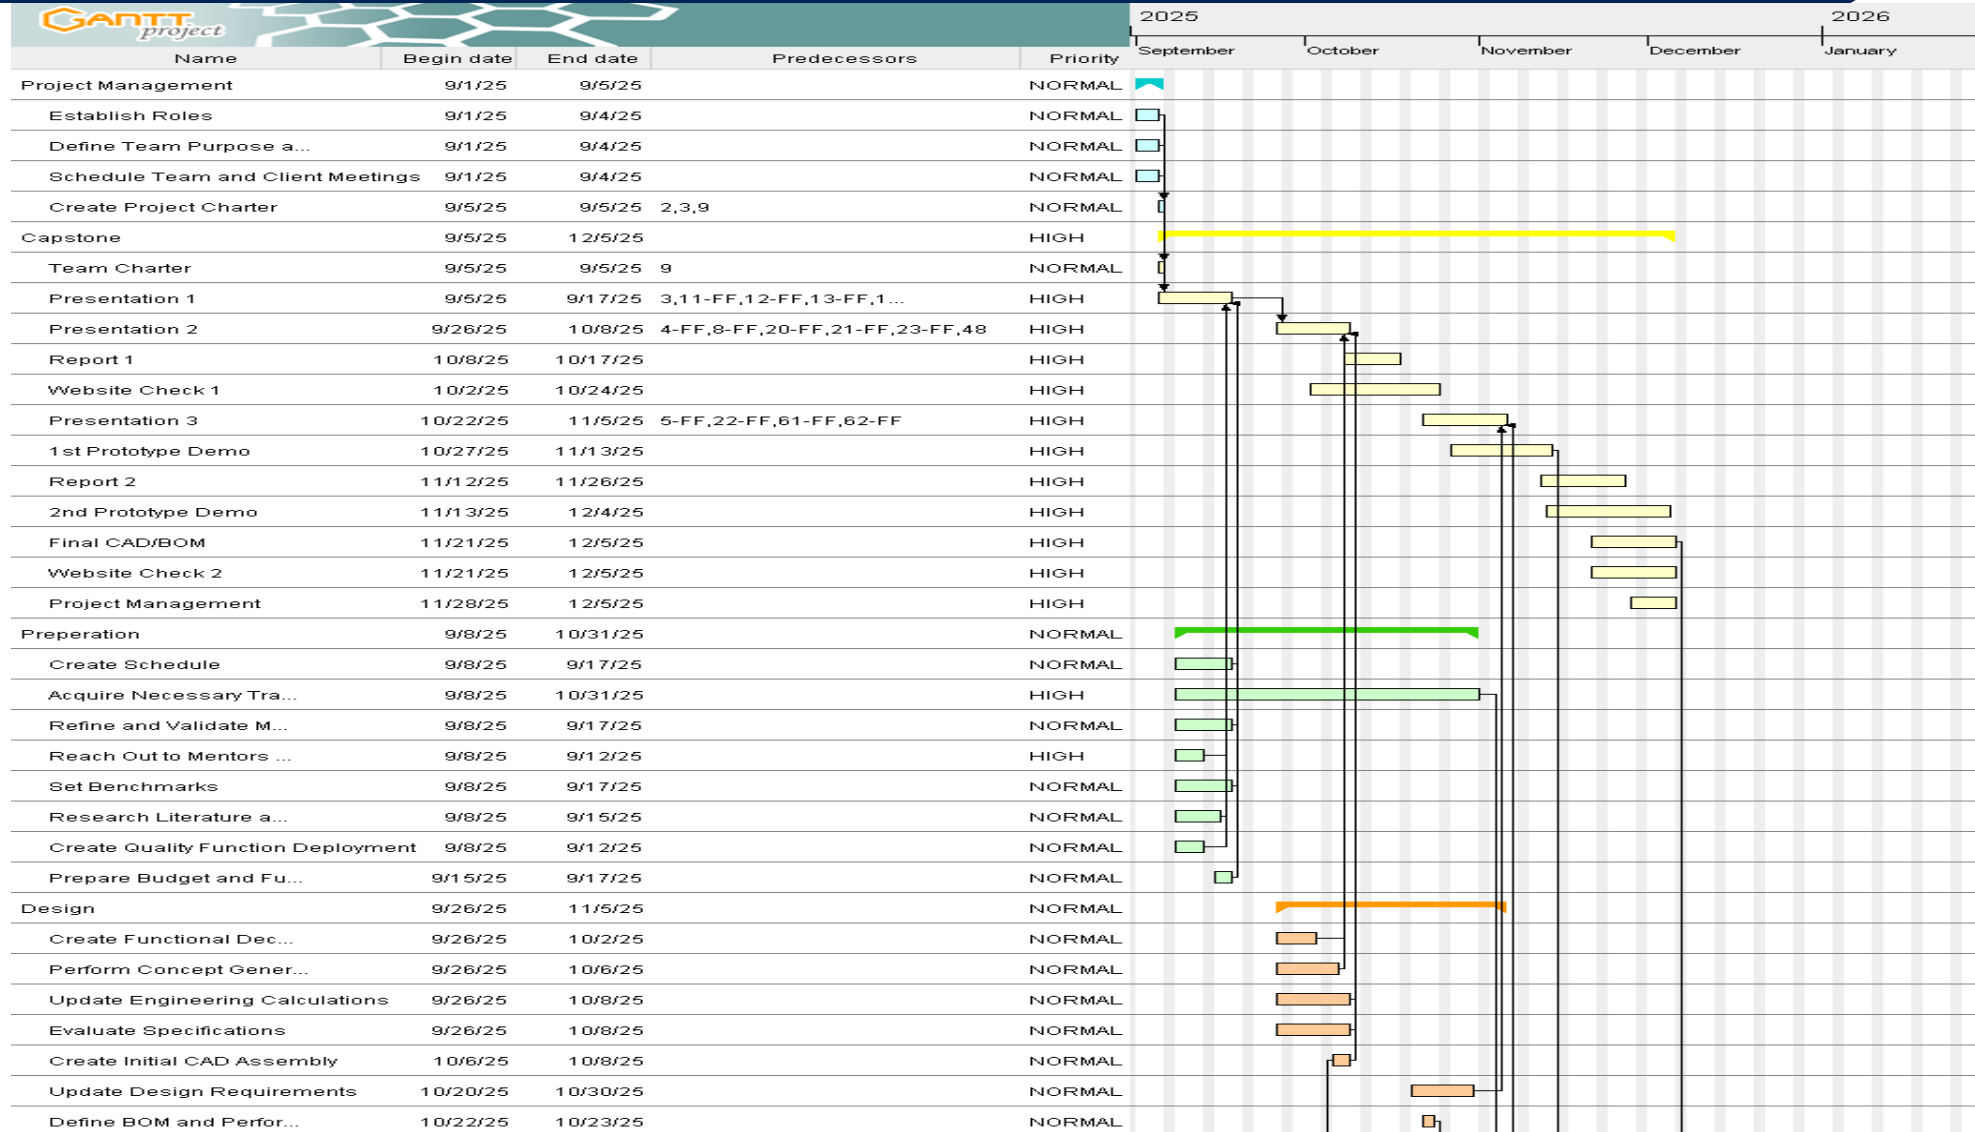 GANTT project
2025 2026
September October November December January
Name Begin date End date Predecessors Priority
Project Management 9/1/25 9/5/25 NORMAL
Establish Roles 9/1/25 9/4/25 NORMAL
Define Team Purpose a... 9/1/25 9/4/25 NORMAL
Schedule Team and Client Meetings 9/1/25 9/4/25 NORMAL
Create Project Charter 9/5/25 9/5/25 2,3,9 NORMAL
Capstone 9/5/25 12/5/25 HIGH
Team Charter 9/5/25 9/5/25 9 NORMAL
Presentation 1 9/5/25 9/17/25 3,11-FF,12-FF,13-FF,1... HIGH
Presentation 2 9/26/25 10/8/25 4-FF,8-FF,20-FF,21-FF,23-FF,48 HIGH
Report 1 10/8/25 10/17/25 HIGH
Website Check 1 10/2/25 10/24/25 HIGH
Presentation 3 10/22/25 11/5/25 5-FF,22-FF,61-FF,62-FF HIGH
1st Prototype Demo 10/27/25 11/13/25 HIGH
Report 2 11/12/25 11/26/25 HIGH
2nd Prototype Demo 11/13/25 12/4/25 HIGH
Final CAD/BOM 11/21/25 12/5/25 HIGH
Website Check 2 11/21/25 12/5/25 HIGH
Project Management 11/28/25 12/5/25 HIGH
Preperation 9/8/25 10/31/25 NORMAL
Create Schedule 9/8/25 9/17/25 NORMAL
Acquire Necessary Tra... 9/8/25 10/31/25 HIGH
Refine and Validate M... 9/8/25 9/17/25 NORMAL
Reach Out to Mentors ... 9/8/25 9/12/25 HIGH
Set Benchmarks 9/8/25 9/17/25 NORMAL
Research Literature a... 9/8/25 9/15/25 NORMAL
Create Quality Function Deployment 9/8/25 9/12/25 NORMAL
Prepare Budget and Fu... 9/15/25 9/17/25 NORMAL
Design 9/26/25 11/5/25 NORMAL
Create Functional Dec... 9/26/25 10/2/25 NORMAL
Perform Concept Gener... 9/26/25 10/6/25 NORMAL
Update Engineering Calculations 9/26/25 10/8/25 NORMAL
Evaluate Specifications 9/26/25 10/8/25 NORMAL
Create Initial CAD Assembly 10/6/25 10/8/25 NORMAL
Update Design Requirements 10/20/25 10/30/25 NORMAL
Define BOM and Perfor... 10/22/25 10/23/25 NORMAL